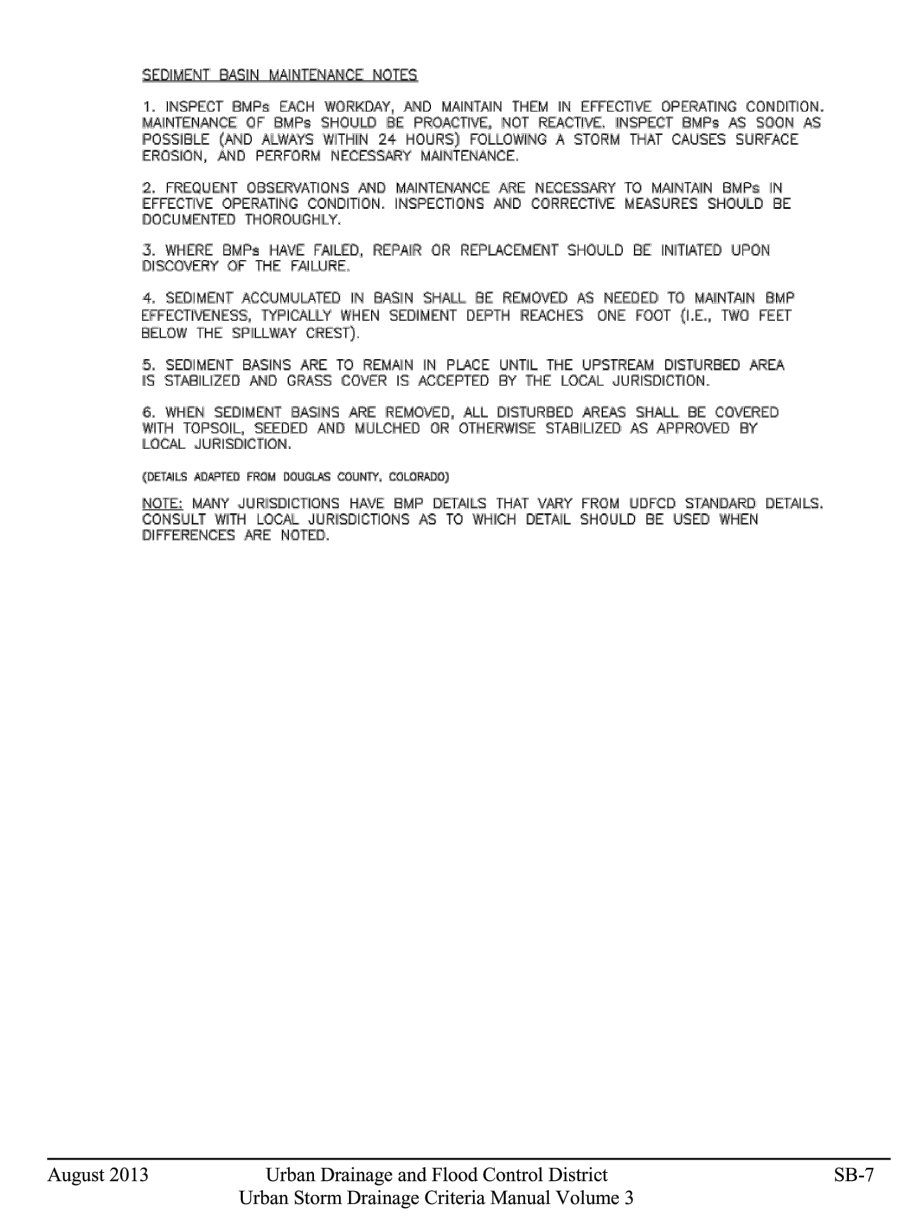 SEDIMENT BASIN MAINTENANCE NOTES
1. INSPECT BMPs EACH WORKDAY, AND MAINTAIN THEM IN EFFECTIVE OPERATING CONDITION.
MAINTENANCE OF BMPs SHOULD BE PROACTIVE, NOT REACTIVE. INSPECT BMPs AS SOON AS
POSSIBLE (AND ALWAYS WITHIN 24 HOURS) FOLLOWING A STORM THAT CAUSES SURFACE
EROSION, AND PERFORM NECESSARY MAINTENANCE.
2. FREQUENT OBSERVATIONS AND MAINTENANCE ARE NECESSARY TO MAINTAIN BMPs IN
EFFECTIVE OPERATING CONDITION. INSPECTIONS AND CORRECTIVE MEASURES SHOULD BE
DOCUMENTED THOROUGHLY.
3. WHERE BMPs HAVE FAILED, REPAIR OR REPLACEMENT SHOULD BE INITIATED UPON
DISCOVERY OF THE FAILURE.
4. SEDIMENT ACCUMULATED IN BASIN SHALL BE REMOVED AS NEEDED TO MAINTAIN BMP
EFFECTIVENESS, TYPICALLY WHEN SEDIMENT DEPTH REACHES ONE FOOT (I.E., TWO FEET
BELOW THE SPILLWAY CREST).
5. SEDIMENT BASINS ARE TO REMAIN IN PLACE UNTIL THE UPSTREAM DISTURBED AREA
IS STABILIZED AND GRASS COVER IS ACCEPTED BY THE LOCAL JURISDICTION.
6. WHEN SEDIMENT BASINS ARE REMOVED, ALL DISTURBED AREAS SHALL BE COVERED
WITH TOPSOIL, SEEDED AND MULCHED OR OTHERWISE STABILIZED AS APPROVED BY
LOCAL JURISDICTION.
(DETAILS ADAPTED FROM DOUGLAS COUNTY, COLORADO)
NOTE: MANY JURISDICTIONS HAVE BMP DETAILS THAT VARY FROM UDFCD STANDARD DETAILS.
CONSULT WITH LOCAL JURISDICTIONS AS TO WHICH DETAIL SHOULD BE USED WHEN
DIFFERENCES ARE NOTED.
August 2013 Urban Drainage and Flood Control District SB-7
Urban Storm Drainage Criteria Manual Volume 3